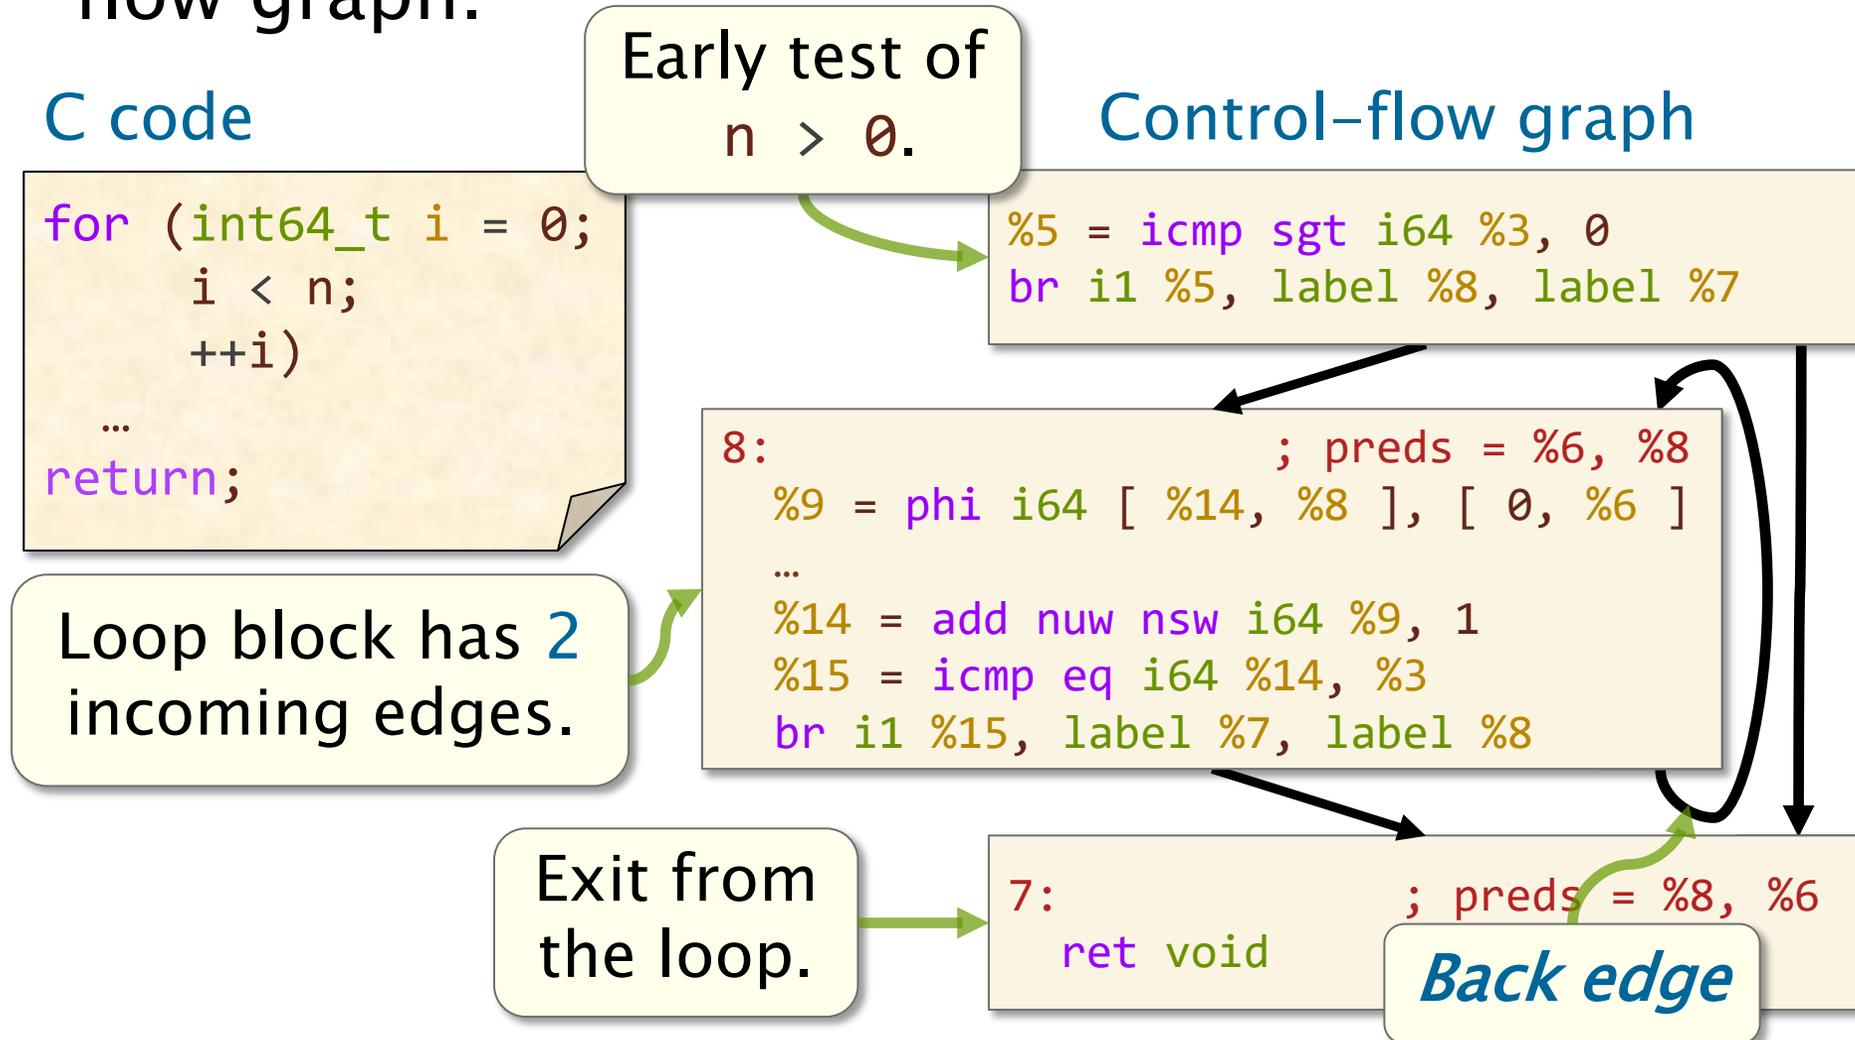 flow graph.
C code
Early test of
n > 0.
Control-flow graph
for (int64_t i = 0;
i < n;
++i)
…
return;
%5 = icmp sgt i64 %3, 0
br i1 %5, label %8, label %7
8: ; preds = %6, %8
%9 = phi i64 [ %14, %8 ], [ 0, %6 ]
…
%14 = add nuw nsw i64 %9, 1
%15 = icmp eq i64 %14, %3
br i1 %15, label %7, label %8
Loop block has 2
incoming edges.
Exit from
the loop.
7: ; preds = %8, %6
ret void
Back edge